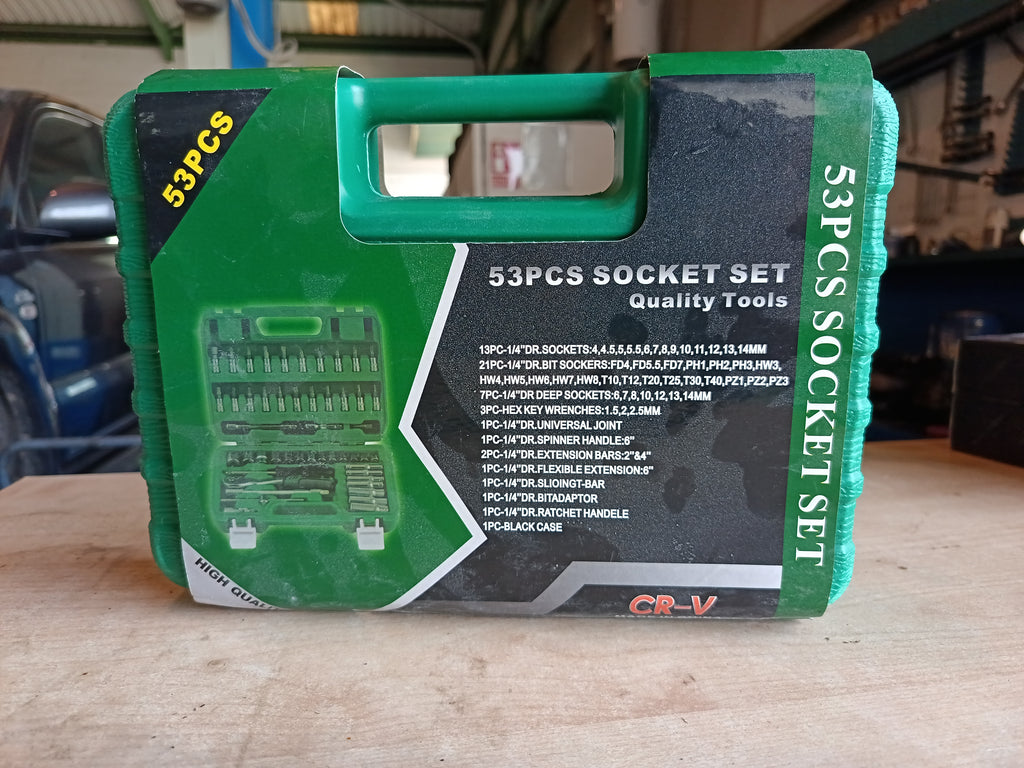 53PCS
53PCS SOCKET SET
Quality Tools
13PC-1/4"DR.SOCKETS:4,4.5,5,5.5,6,7,8,9,10,11,12,13,14MM
21PC-1/4"DR.BIT SOCKERS:FD4,FD5.5,FD7,PH1,PH2,PH3,HW3,
HW4,HW5,HW6,HW7,HW8,T10,T12,T20,T25,T30,T40,PZ1,PZ2,PZ3
7PC-1/4"DR DEEP SOCKETS:6,7,8,10,12,13,14MM
3PC-HEX KEY WRENCHES:1.5,2,2.5MM
1PC-1/4"DR.UNIVERSAL JOINT
1PC-1/4"DR.SPINNER HANDLE:6"
2PC-1/4"DR.EXTENSION BARS:2"&4"
1PC-1/4"DR.FLEXIBLE EXTENSION:6"
1PC-1/4"DR.SLIOINGT-BAR
1PC-1/4"DR.BITADAPTOR
1PC-1/4"DR.RATCHET HANDELE
1PC-BLACK CASE
HIGH
CR-V
53PCS SOCKET SET